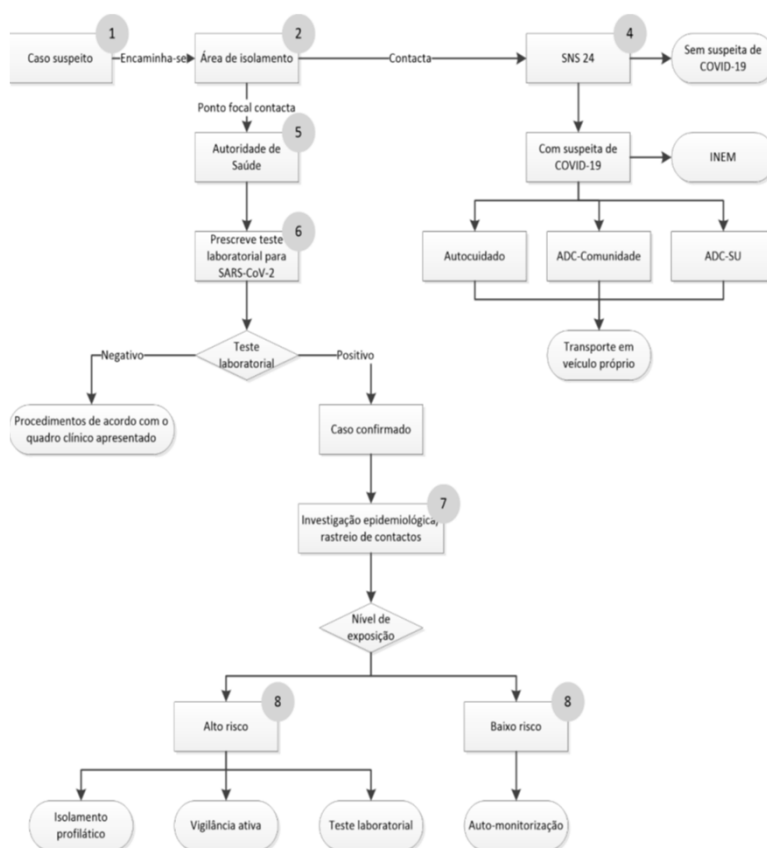 1
Caso suspeito
Encaminha-se
2
Área de isolamento
Contacta
4
SNS 24
Sem suspeita de
COVID-19
Ponto focal contacta
5
Autoridade de
Saúde
Com suspeita de
COVID-19
INEM
6
Prescreve teste
laboratorial para
SARS-CoV-2
Autocuidado
ADC-Comunidade
ADC-SU
Transporte em
veículo próprio
Teste
laboratorial
Negativo
Positivo
Procedimentos de acordo com o
quadro clínico apresentado
Caso confirmado
7
Investigação epidemiológica,
rastreio de contactos
Nível de
exposição
8
Alto risco
8
Baixo risco
Isolamento
profilático
Vigilância ativa
Teste laboratorial
Auto-monitorização